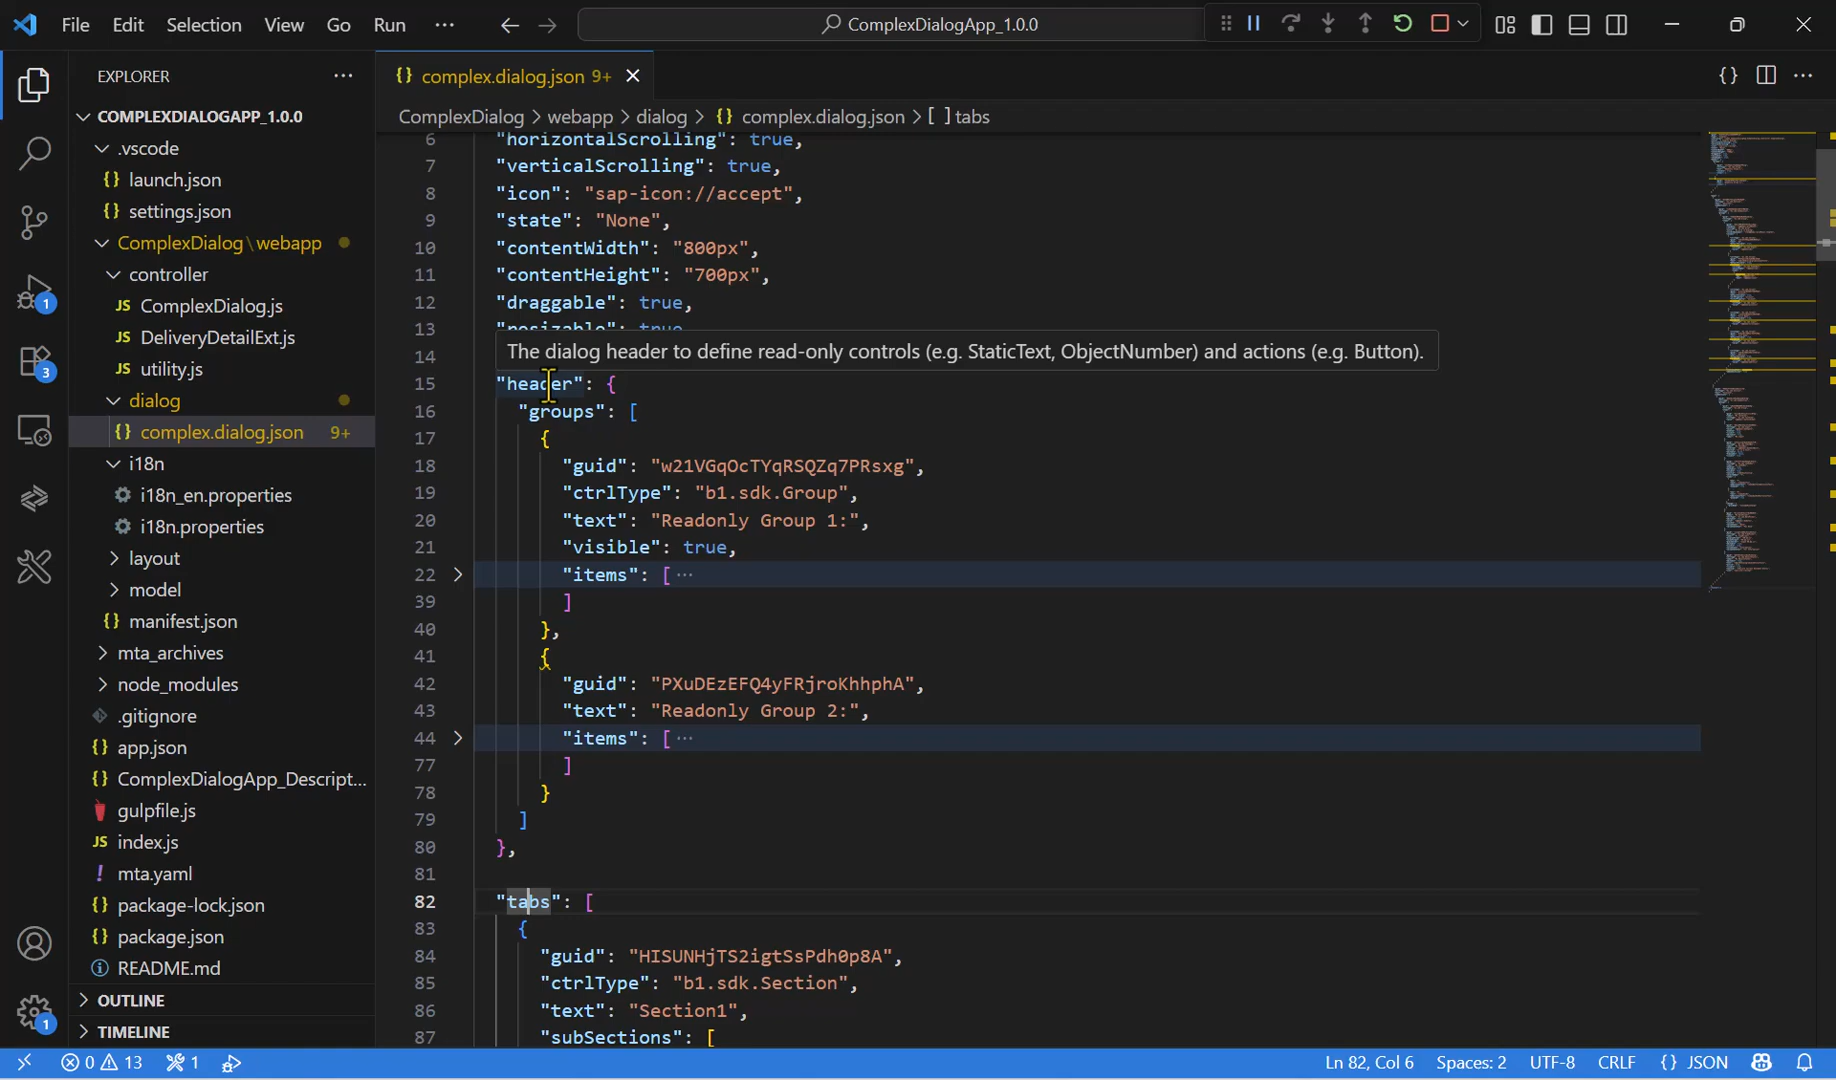 File Edit Selection View Go Run ··· ComplexDialogApp_1.0.0
EXPLORER ···
COMPLEXDIALOGAPP_1.0.0
.vscode
{} launch.json
{} settings.json
ComplexDialog\webapp
controller
JS ComplexDialog.js
JS DeliveryDetailExt.js
JS utility.js
dialog
{} complex.dialog.json 9+
i18n
i18n_en.properties
i18n.properties
layout
model
{} manifest.json
mta_archives
node_modules
.gitignore
{} app.json
{} ComplexDialogApp_Descript...
gulpfile.js
JS index.js
! mta.yaml
{} package-lock.json
{} package.json
README.md
OUTLINE
TIMELINE
1
3
1
{} complex.dialog.json 9+
ComplexDialog > webapp > dialog > {} complex.dialog.json > [ ] tabs
6 "horizontalScrolling": true,
7 "verticalScrolling": true,
8 "icon": "sap-icon://accept",
9 "state": "None",
10 "contentWidth": "800px",
11 "contentHeight": "700px",
12 "draggable": true,
13 "resizable": true
The dialog header to define read-only controls (e.g. StaticText, ObjectNumber) and actions (e.g. Button).
14
15 "header": {
16 "groups": [
17 {
18 "guid": "w21VGqOcTYqRSQZq7PRsxg",
19 "ctrlType": "b1.sdk.Group",
20 "text": "Readonly Group 1:",
21 "visible": true,
22 "items": [ ···
39 ]
40 },
41 {
42 "guid": "PXuDEzEFQ4yFRjroKhhphA",
43 "text": "Readonly Group 2:",
44 "items": [ ···
77 ]
78 }
79 ]
80 },
81
82 "tabs": [
83 {
84 "guid": "HISUNHjTS2igtSsPdh0p8A",
85 "ctrlType": "b1.sdk.Section",
86 "text": "Section1",
87 "subSections": [
0 13 1 Ln 82, Col 6 Spaces: 2 UTF-8 CRLF {} JSON